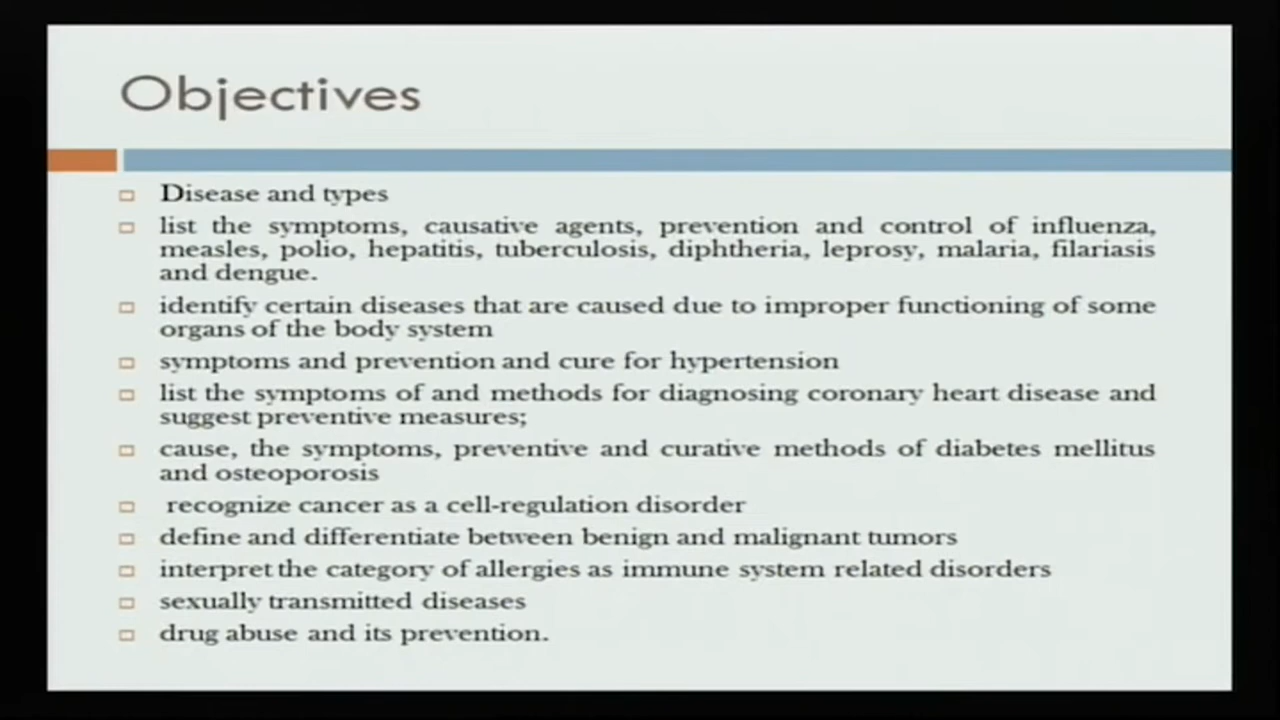 Objectives
Disease and types
list the symptoms, causative agents, prevention and control of influenza,
measles, polio, hepatitis, tuberculosis, diphtheria, leprosy, malaria, filariasis
and dengue.
identify certain diseases that are caused due to improper functioning of some
organs of the body system
symptoms and prevention and cure for hypertension
list the symptoms of and methods for diagnosing coronary heart disease and
suggest preventive measures;
cause, the symptoms, preventive and curative methods of diabetes mellitus
and osteoporosis
recognize cancer as a cell-regulation disorder
define and differentiate between benign and malignant tumors
interpret the category of allergies as immune system related disorders
sexually transmitted diseases
drug abuse and its prevention.